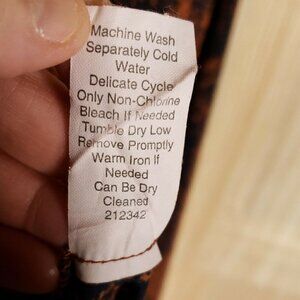 Machine Wash
Separately Cold
Water
Delicate Cycle
Only Non-Chlorine
Bleach If Needed
Tumble Dry Low
Remove Promptly
Warm Iron If
Needed
Can Be Dry
Cleaned
212342